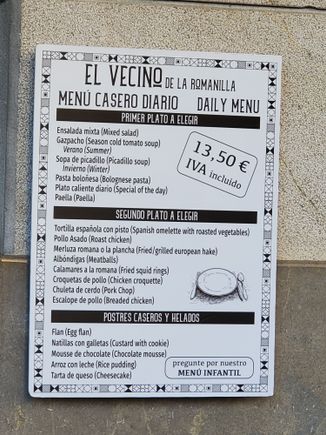 EL VECINO DE LA ROMANILLA
MENÚ CASERO DIARIO DAILY MENU
PRIMER PLATO A ELEGIR
Ensalada mixta (Mixed salad)
Gazpacho (Season cold tomato soup)
Verano (Summer)
Sopa de picadillo (Picadillo soup)
Invierno (Winter)
Pasta boloñesa (Bolognese pasta)
Plato caliente diario (Special of the day)
Paella (Paella)
13,50 €
IVA incluido
SEGUNDO PLATO A ELEGIR
Tortilla española con pisto (Spanish omelette with roasted vegetables)
Pollo Asado (Roast chicken)
Merluza romana o la plancha (Fried/grilled european hake)
Albóndigas (Meatballs)
Calamares a la romana (Fried squid rings)
Croquetas de pollo (Chicken croquette)
Chuleta de cerdo (Pork Chop)
Escalope de pollo (Breaded chicken)
POSTRES CASEROS Y HELADOS
Flan (Egg flan)
Natillas con galletas (Custard with cookie)
Mousse de chocolate (Chocolate mousse)
Arroz con leche (Rice pudding)
Tarta de queso (Cheesecake)
pregunte por nuestro
MENÚ INFANTIL